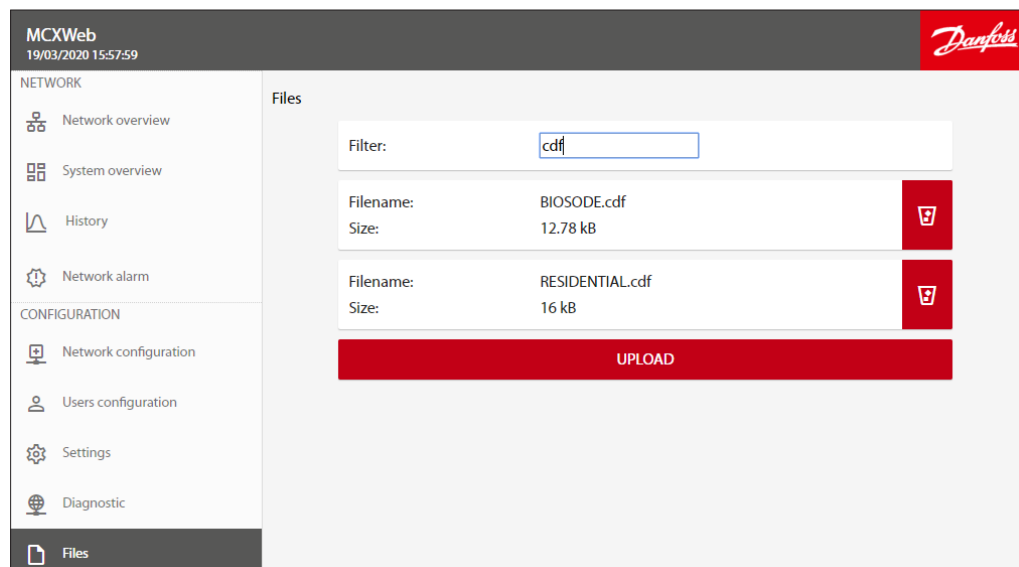 MCXWeb
19/03/2020 15:57:59
Danfoss
NETWORK
Network overview
System overview
History
Network alarm
CONFIGURATION
Network configuration
Users configuration
Settings
Diagnostic
Files
Files
Filter: cdf
Filename: BIOSODE.cdf
Size: 12.78 kB
Filename: RESIDENTIAL.cdf
Size: 16 kB
UPLOAD